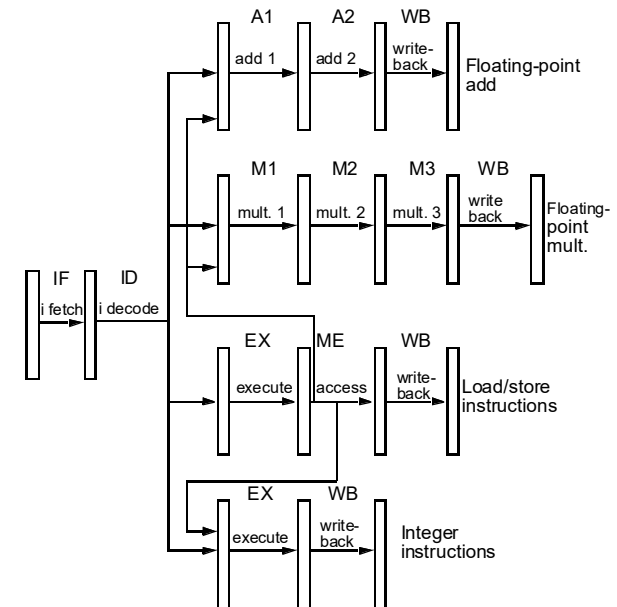 A1 A2 WB
add 1 add 2 write-
back
Floating-point
add
M1 M2 M3 WB
mult. 1 mult. 2 mult. 3 write
back
Floating-
point
mult.
IF ID
i fetch i decode
EX ME WB
execute access write-
back
Load/store
instructions
EX WB
execute write-
back
Integer
instructions